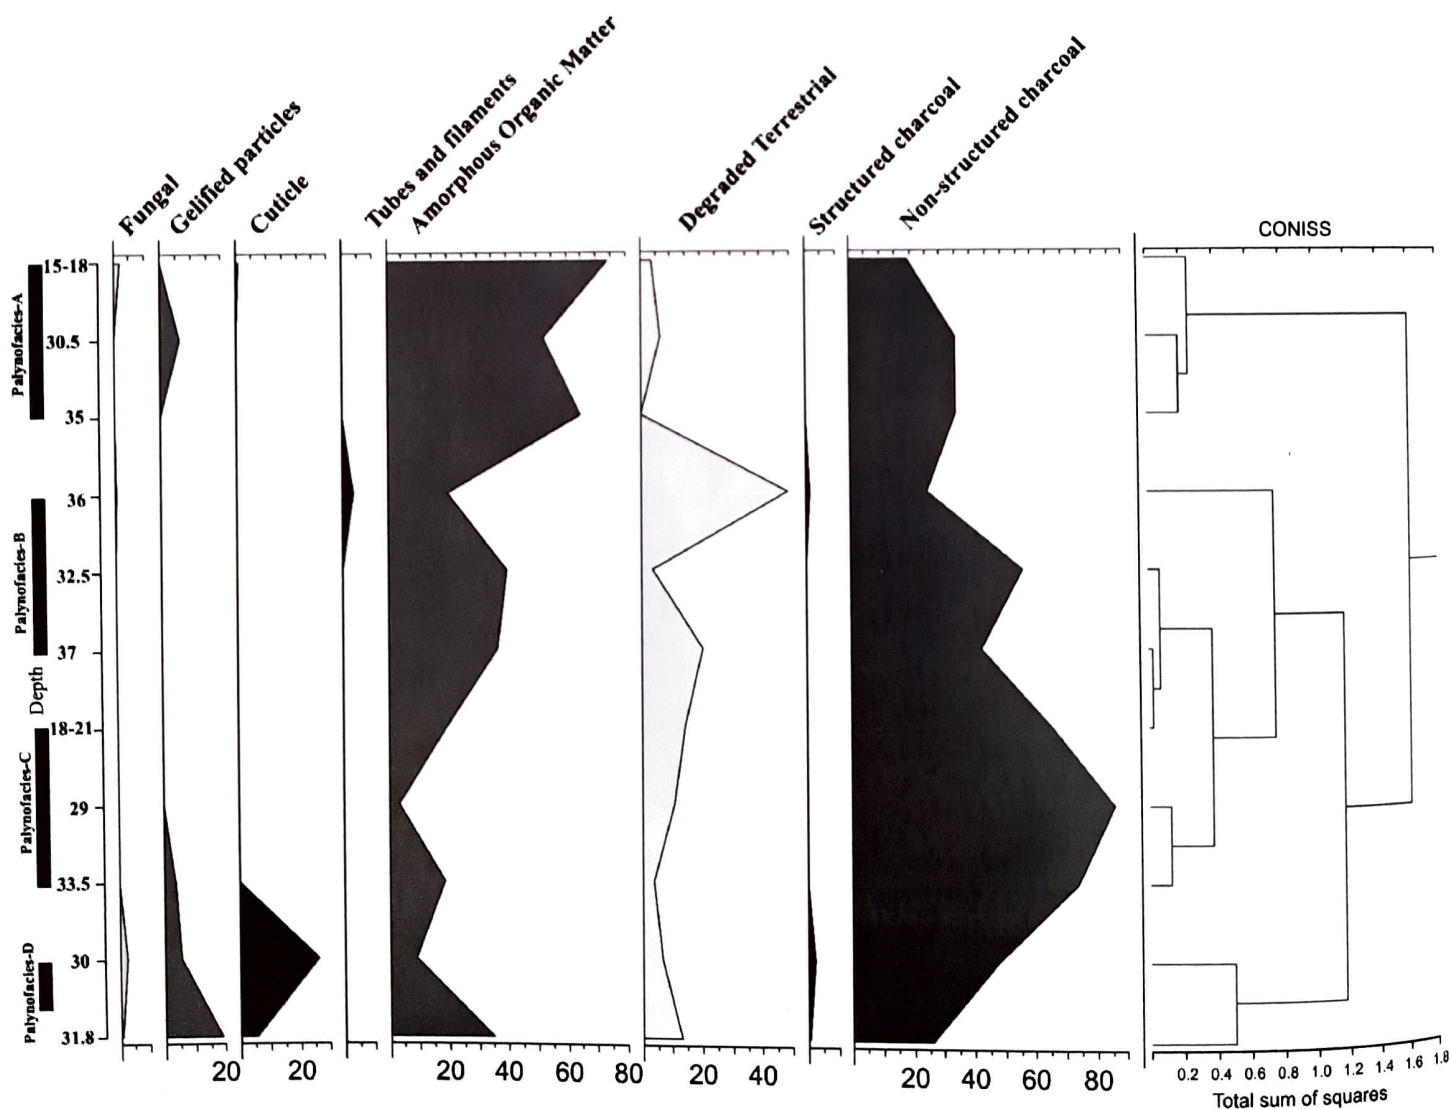 Fungal
Gelified particles
Cuticle
Tubes and filaments
Amorphous Organic Matter
Degraded Terrestrial
Structured charcoal
Non-structured charcoal
CONISS
Palynofacies-A
Palynofacies-B
Depth
Palynofacies-C
Palynofacies-D
15-18
30.5
35
36
32.5
37
18-21
29
33.5
30
31.8
20
20
20 40 60 80
20 40
20 40 60 80
0.2 0.4 0.6 0.8 1.0 1.2 1.4 1.6 1.8
Total sum of squares